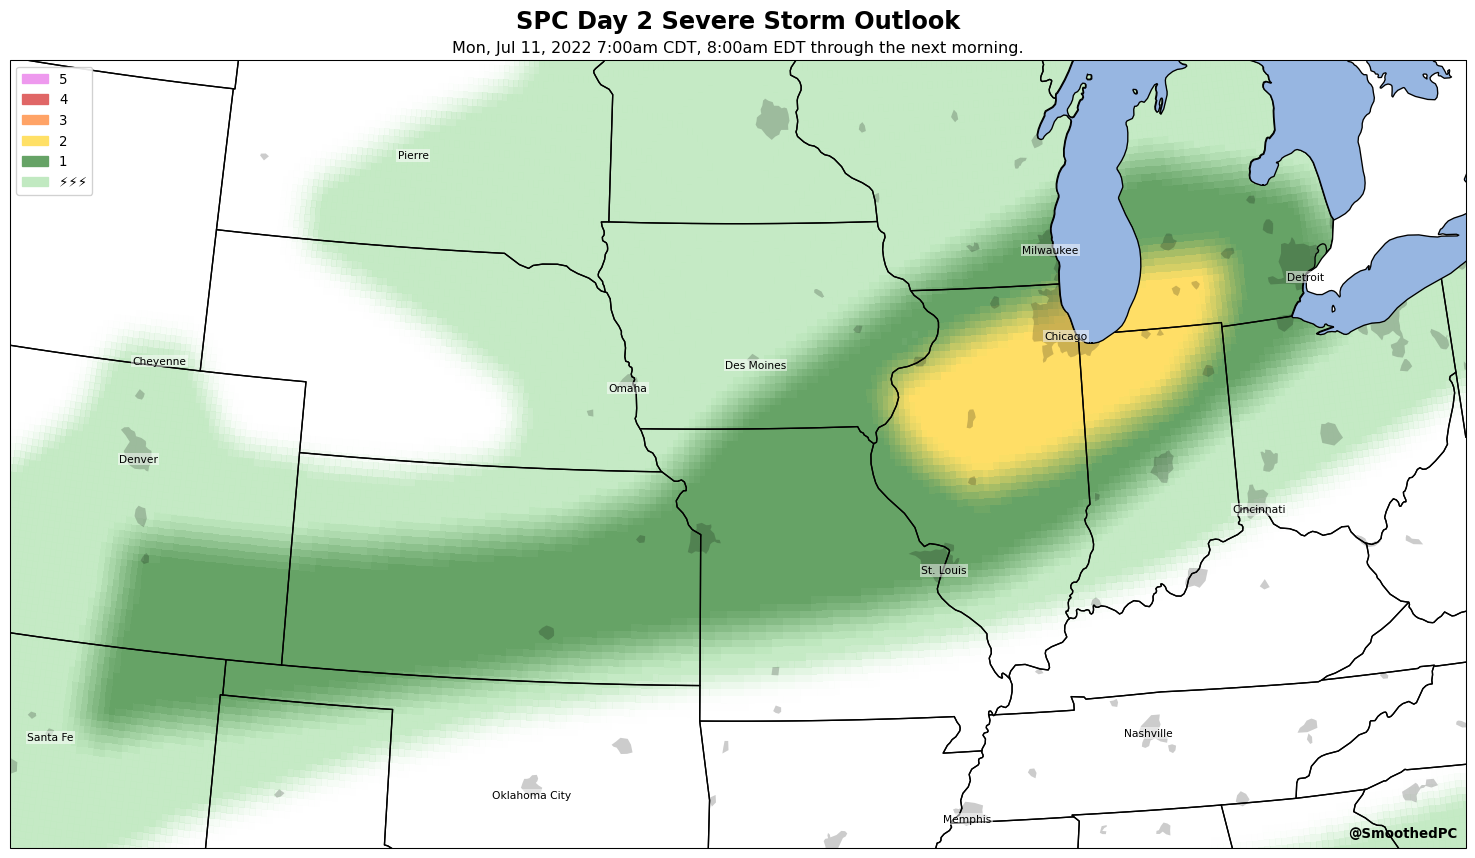 SPC Day 2 Severe Storm Outlook
Mon, Jul 11, 2022 7:00am CDT, 8:00am EDT through the next morning.
5
4
3
2
1
⚡⚡⚡
Pierre
Milwaukee
Detroit
Chicago
Cheyenne
Des Moines
Omaha
Denver
Cincinnati
St. Louis
Santa Fe
Nashville
Oklahoma City
Memphis
@SmoothedPC